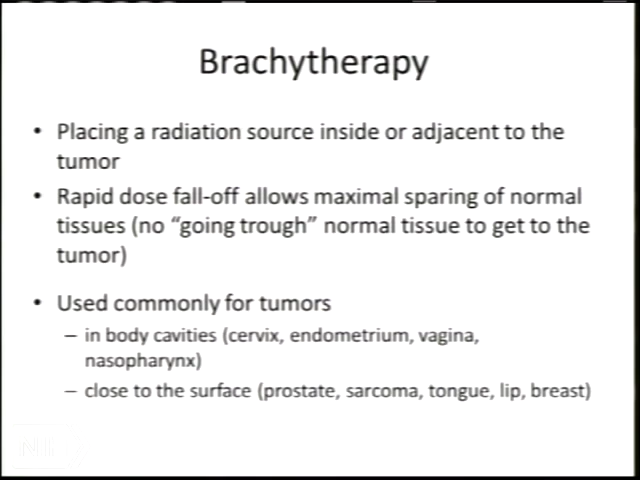 Brachytherapy
• Placing a radiation source inside or adjacent to the
tumor
• Rapid dose fall-off allows maximal sparing of normal
tissues (no “going trough” normal tissue to get to the
tumor)
• Used commonly for tumors
– in body cavities (cervix, endometrium, vagina,
nasopharynx)
– close to the surface (prostate, sarcoma, tongue, lip, breast)